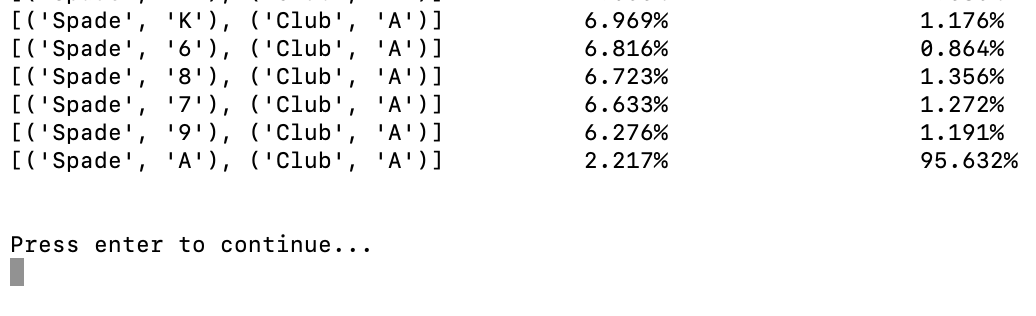 [('Spade', 'K'), ('Club', 'A')] 6.969% 1.176%
[('Spade', '6'), ('Club', 'A')] 6.816% 0.864%
[('Spade', '8'), ('Club', 'A')] 6.723% 1.356%
[('Spade', '7'), ('Club', 'A')] 6.633% 1.272%
[('Spade', '9'), ('Club', 'A')] 6.276% 1.191%
[('Spade', 'A'), ('Club', 'A')] 2.217% 95.632%
Press enter to continue...